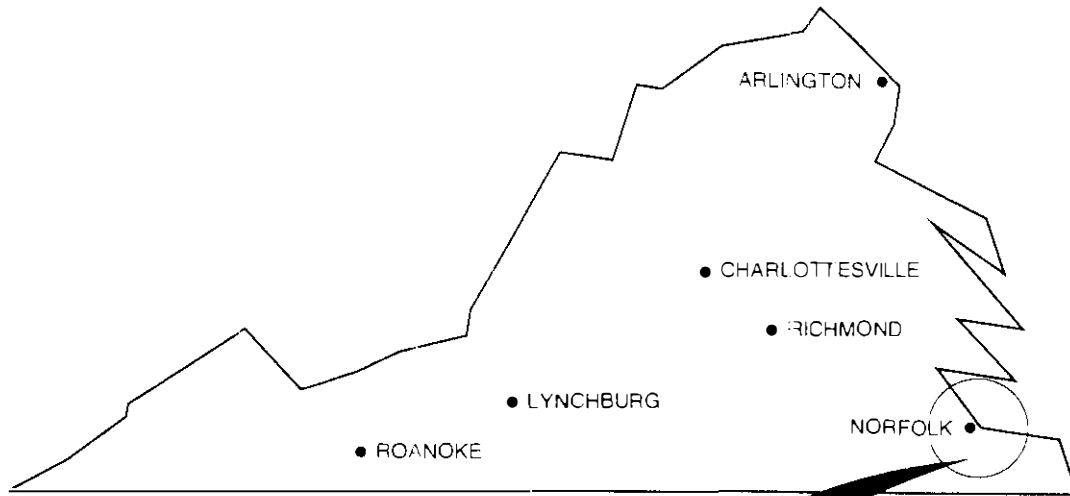 ARLINGTON
CHARLOTTESVILLE
RICHMOND
LYNCHBURG
NORFOLK
ROANOKE